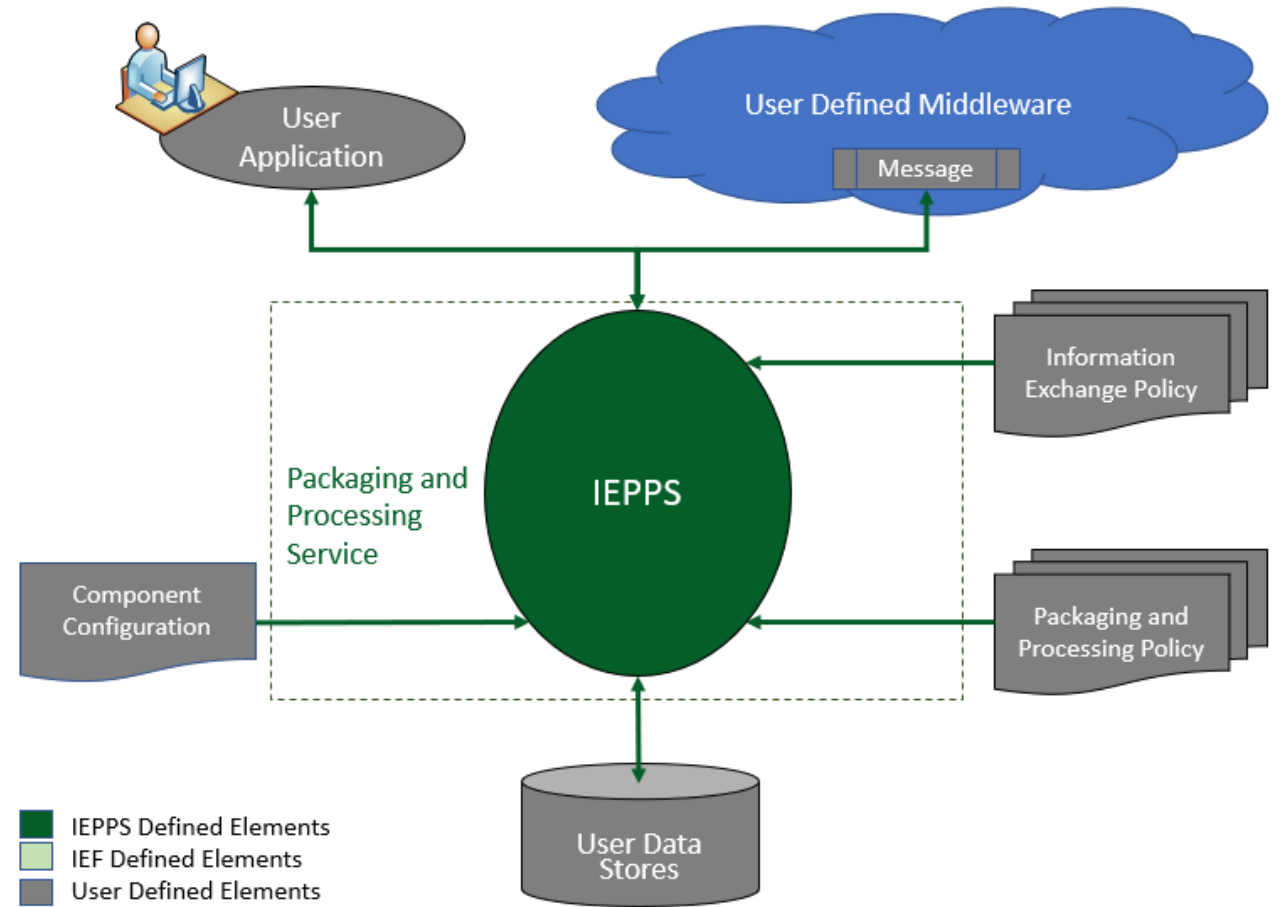 User
Application
User Defined Middleware
Message
Information
Exchange Policy
Packaging and
Processing
Service
IEPPS
Component
Configuration
Packaging and
Processing Policy
User Data
Stores
IEPPS Defined Elements
IEF Defined Elements
User Defined Elements